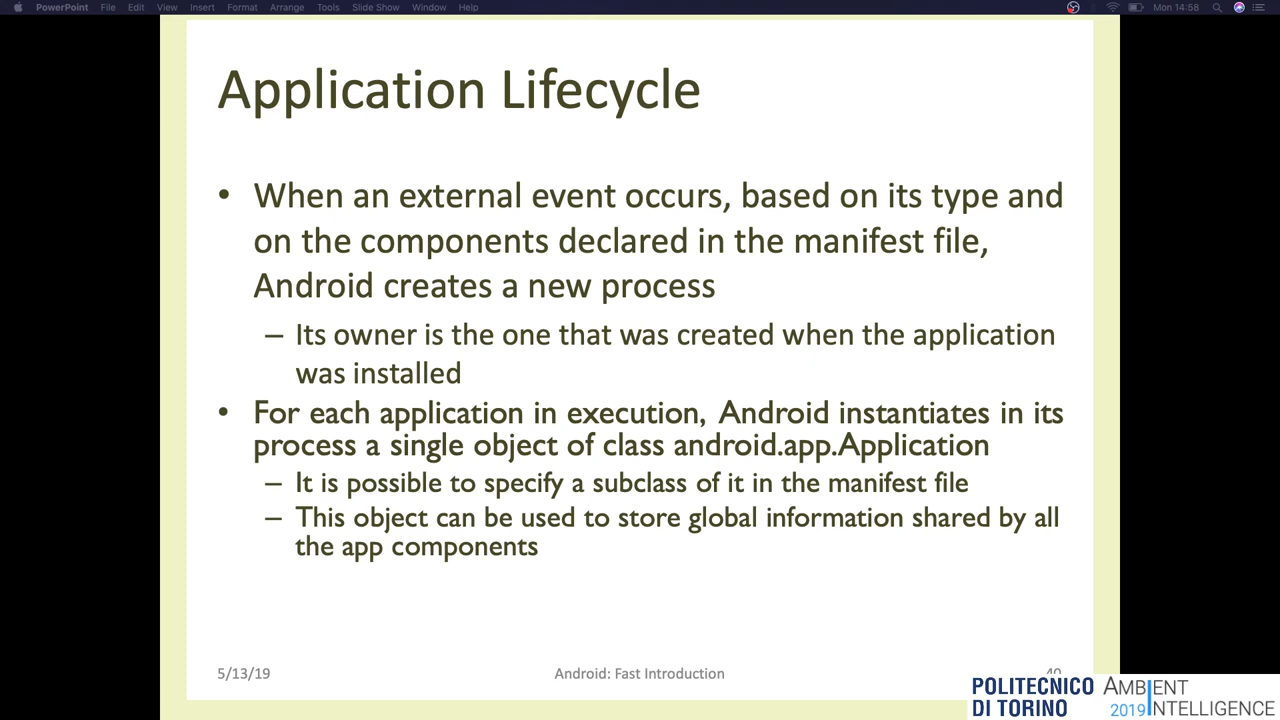 PowerPoint File Edit View Insert Format Arrange Tools Slide Show Window Help Mon 14:58
Application Lifecycle
• When an external event occurs, based on its type and
on the components declared in the manifest file,
Android creates a new process
– Its owner is the one that was created when the application
was installed
• For each application in execution, Android instantiates in its
process a single object of class android.app.Application
– It is possible to specify a subclass of it in the manifest file
– This object can be used to store global information shared by all
the app components
5/13/19 Android: Fast Introduction 40
POLITECNICO
DI TORINO
AMBIENT
2019 INTELLIGENCE